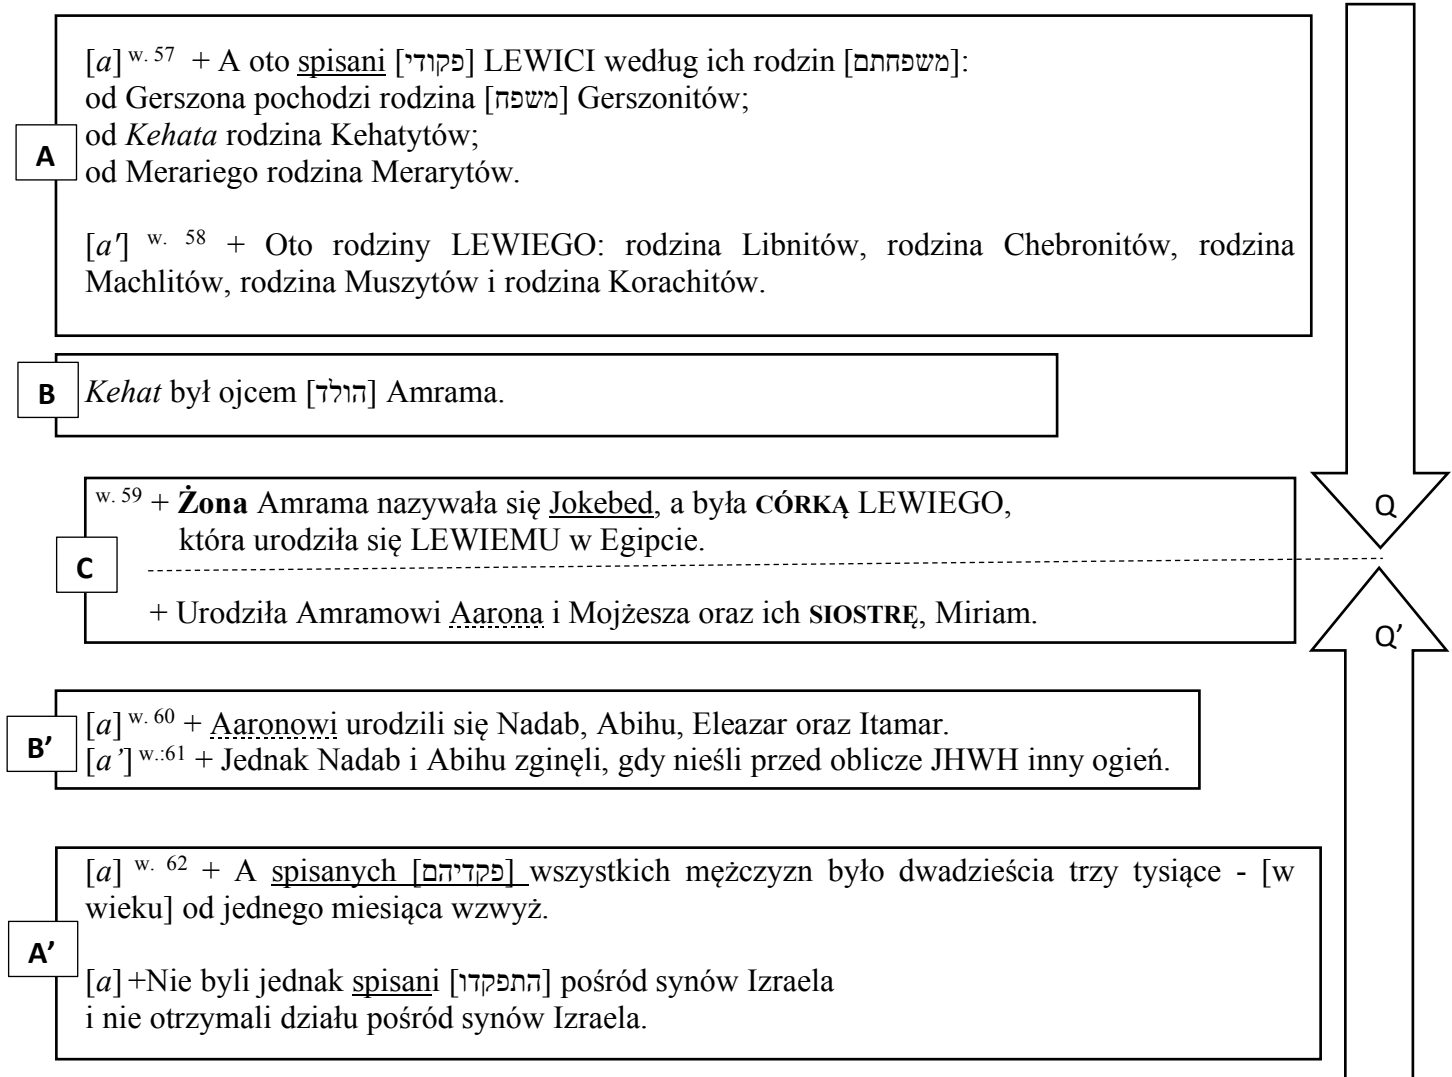 [a] w. 57 + A oto spisani [פקודי] LEWICI według ich rodzin [משפחתם]:
od Gerszona pochodzi rodzina [משפח] Gerszonitów;
od Kehata rodzina Kehatytów;
A
od Merariego rodzina Merarytów.
[a'] w. 58 + Oto rodziny LEWIEGO: rodzina Libnitów, rodzina Chebronitów, rodzina
Machlitów, rodzina Muszytów i rodzina Korachitów.
B
Kehat był ojcem [הולד] Amrama.
w. 59 + Żona Amrama nazywała się Jokebed, a była CÓRKĄ LEWIEGO,
Q
która urodziła się LEWIEMU w Egipcie.
C
+ Urodziła Amramowi Aarona i Mojżesza oraz ich SIOSTRĘ, Miriam.
Q'
[a] w. 60 + Aaronowi urodzili się Nadab, Abihu, Eleazar oraz Itamar.
B'
[a'] w.:61 + Jednak Nadab i Abihu zginęli, gdy nieśli przed oblicze JHWH inny ogień.
[a] w. 62 + A spisanych [פקדיהם] wszystkich mężczyzn było dwadzieścia trzy tysiące - [w
wieku] od jednego miesiąca wzwyż.
A'
[a] +Nie byli jednak spisani [התפקדו] pośród synów Izraela
i nie otrzymali działu pośród synów Izraela.